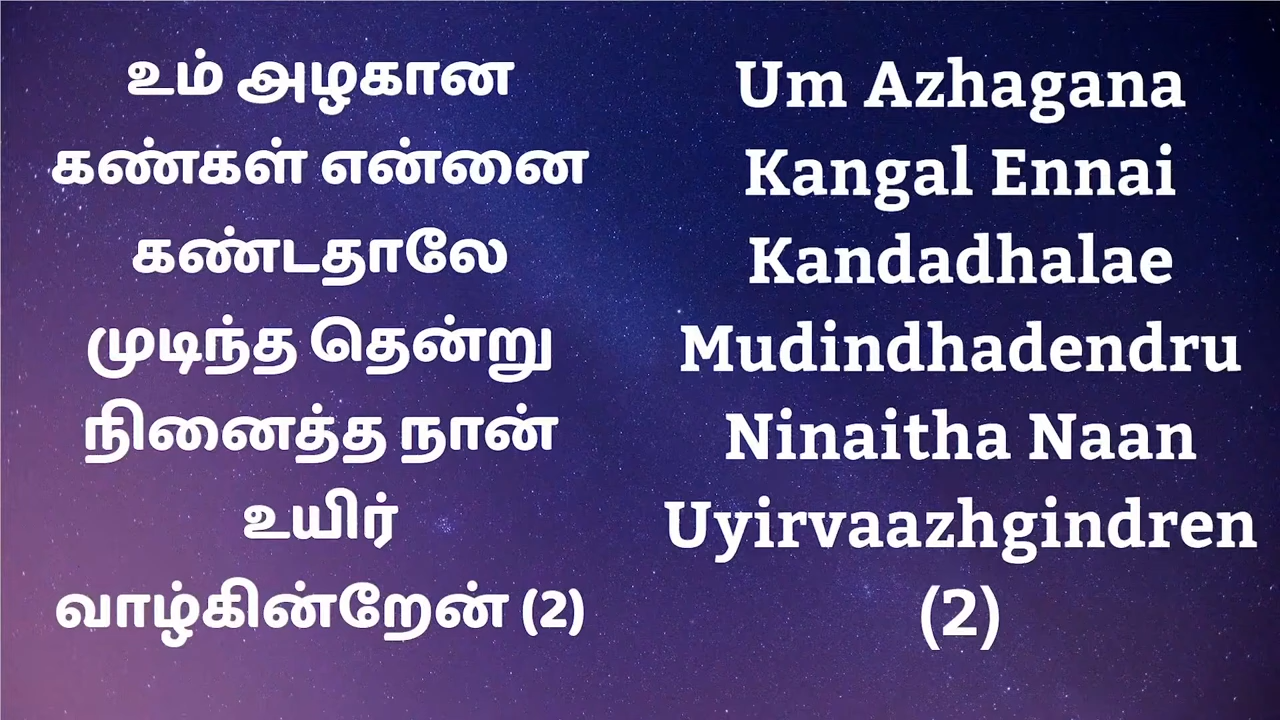 உம் அழகான
கண்கள் என்னை
கண்டதாலே
முடிந்த தென்று
நினைத்த நான்
உயிர்
வாழ்கின்றேன் (2)
Um Azhagana
Kangal Ennai
Kandadhalae
Mudindhadendru
Ninaitha Naan
Uyirvaazhgindren
(2)